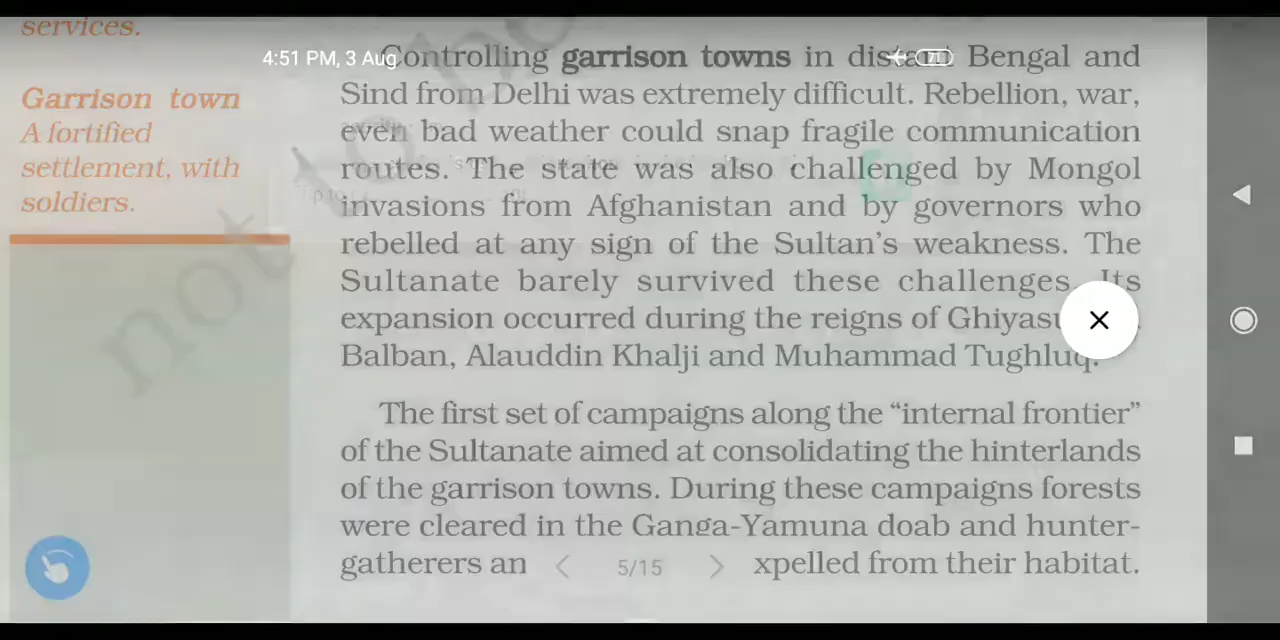 services.
Garrison town
A fortified
settlement, with
soldiers.
4:51 PM, 3 Aug
71
Controlling garrison towns in distant Bengal and
Sind from Delhi was extremely difficult. Rebellion, war,
even bad weather could snap fragile communication
routes. The state was also challenged by Mongol
invasions from Afghanistan and by governors who
rebelled at any sign of the Sultan's weakness. The
Sultanate barely survived these challenges. Its
expansion occurred during the reigns of Ghiyasu
Balban, Alauddin Khalji and Muhammad Tughluq.
The first set of campaigns along the “internal frontier”
of the Sultanate aimed at consolidating the hinterlands
of the garrison towns. During these campaigns forests
were cleared in the Ganga-Yamuna doab and hunter-
gatherers an xpelled from their habitat.
5/15
not to be